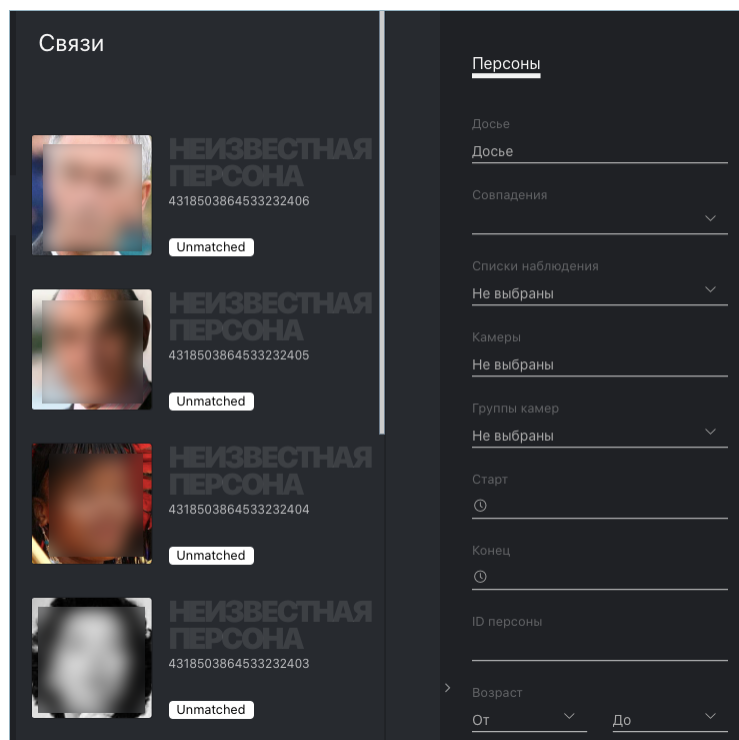 Связи
НЕИЗВЕСТНАЯ
ПЕРСОНА
4318503864533232406
Unmatched
НЕИЗВЕСТНАЯ
ПЕРСОНА
4318503864533232405
Unmatched
НЕИЗВЕСТНАЯ
ПЕРСОНА
4318503864533232404
Unmatched
НЕИЗВЕСТНАЯ
ПЕРСОНА
4318503864533232403
Unmatched
Персоны
Досье
Досье
Совпадения
Списки наблюдения
Не выбраны
Камеры
Не выбраны
Группы камер
Не выбраны
Старт
Конец
ID персоны
Возраст
От До